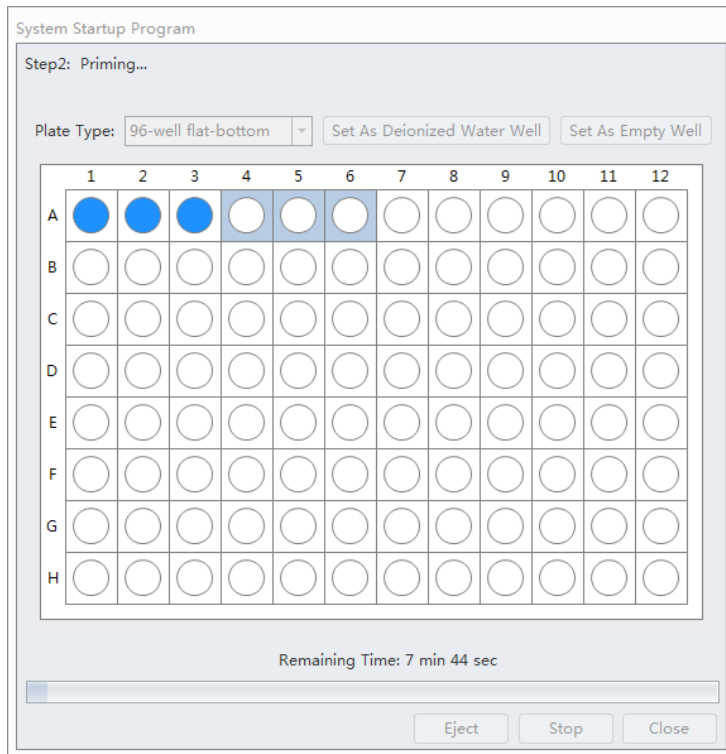 System Startup Program
Step2: Priming...
Plate Type: 96-well flat-bottom Set As Deionized Water Well Set As Empty Well
1 2 3 4 5 6 7 8 9 10 11 12
A
B
C
D
E
F
G
H
Remaining Time: 7 min 44 sec
Eject Stop Close